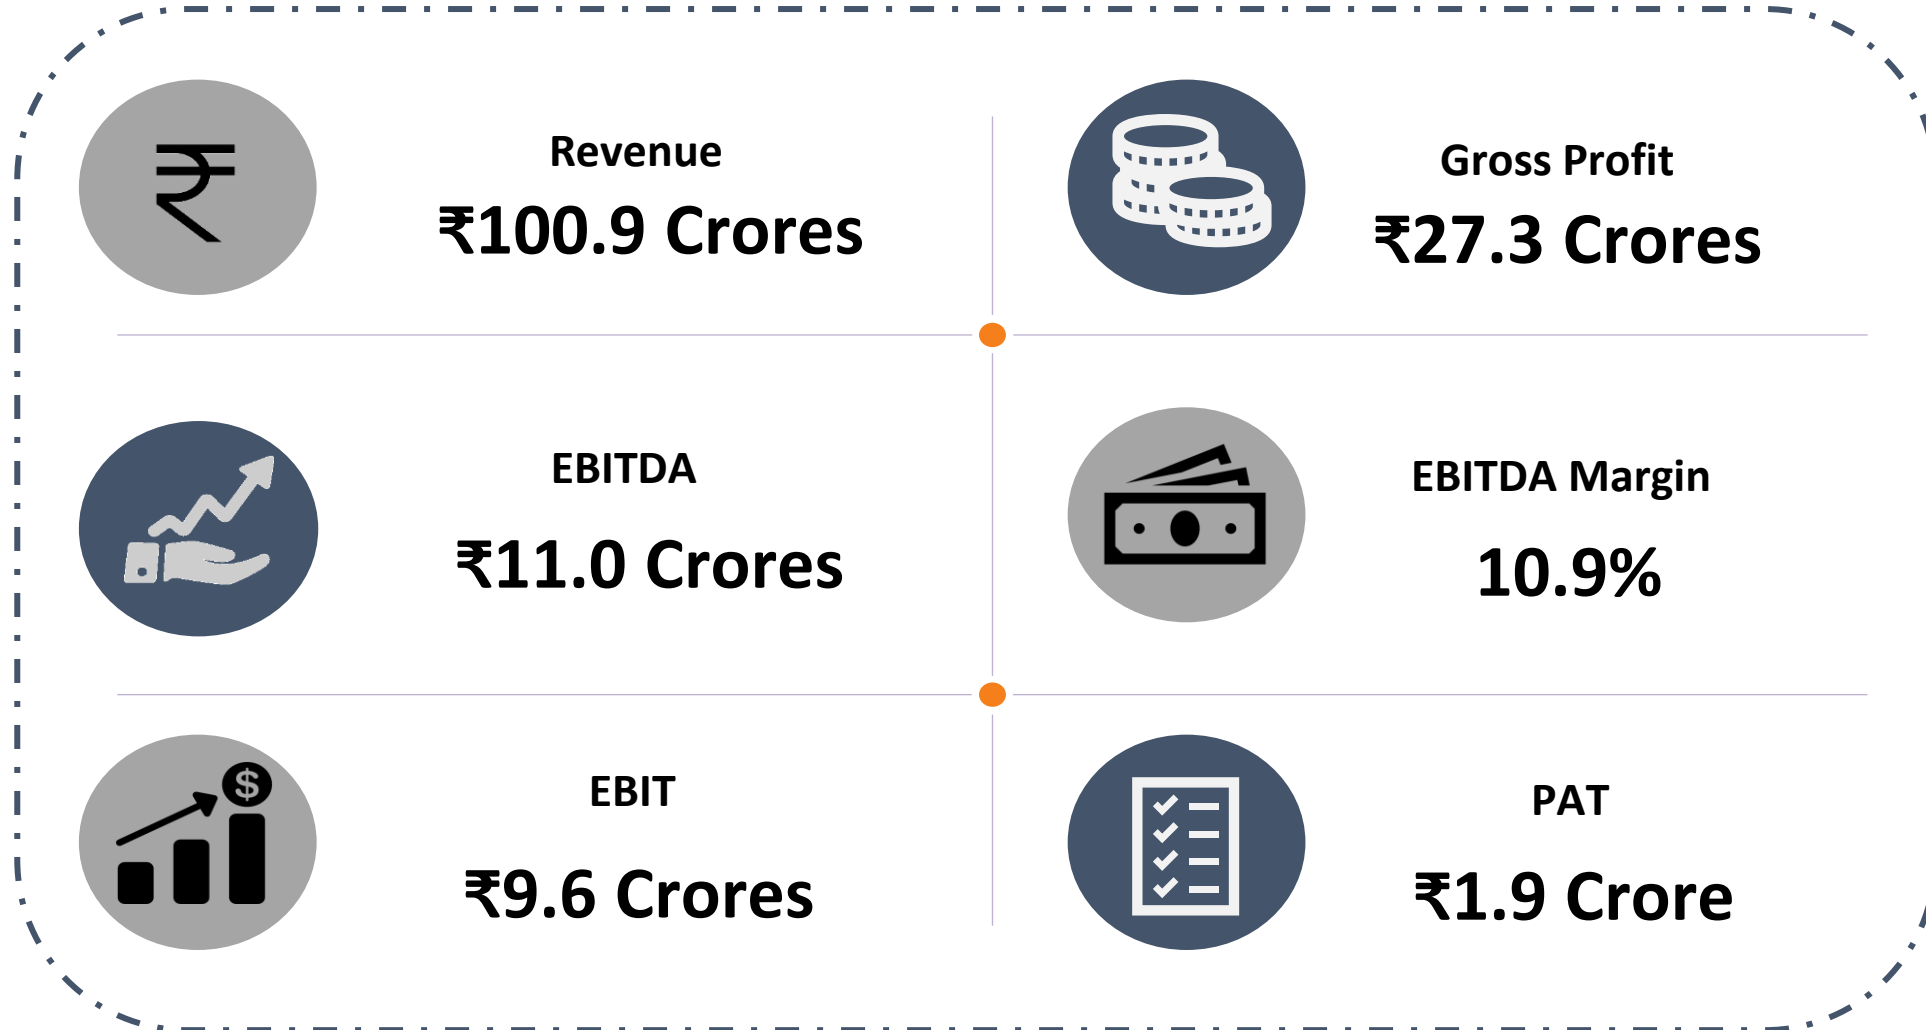 Revenue
₹100.9 Crores
Gross Profit
₹27.3 Crores
EBITDA
₹11.0 Crores
EBITDA Margin
10.9%
EBIT
₹9.6 Crores
PAT
₹1.9 Crore
₹
$